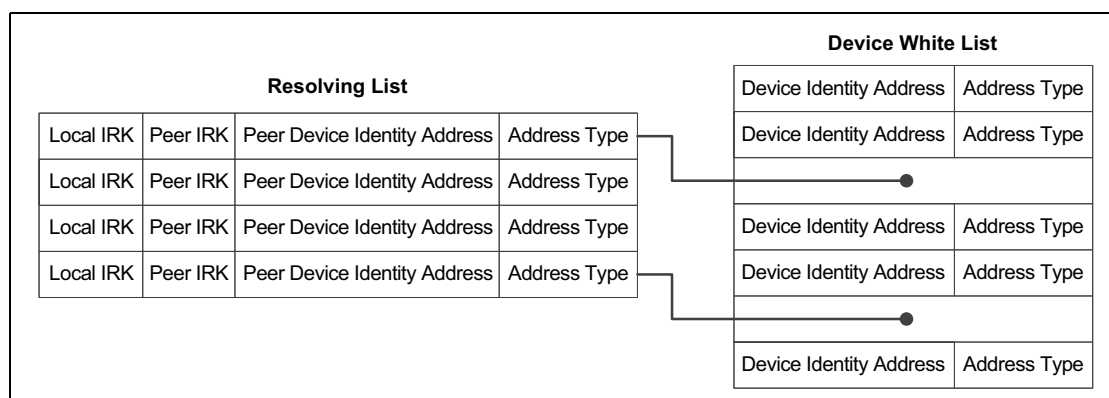 Resolving List
Local IRK Peer IRK Peer Device Identity Address Address Type
Local IRK Peer IRK Peer Device Identity Address Address Type
Local IRK Peer IRK Peer Device Identity Address Address Type
Local IRK Peer IRK Peer Device Identity Address Address Type
Device White List
Device Identity Address Address Type
Device Identity Address Address Type
Device Identity Address Address Type
Device Identity Address Address Type
Device Identity Address Address Type